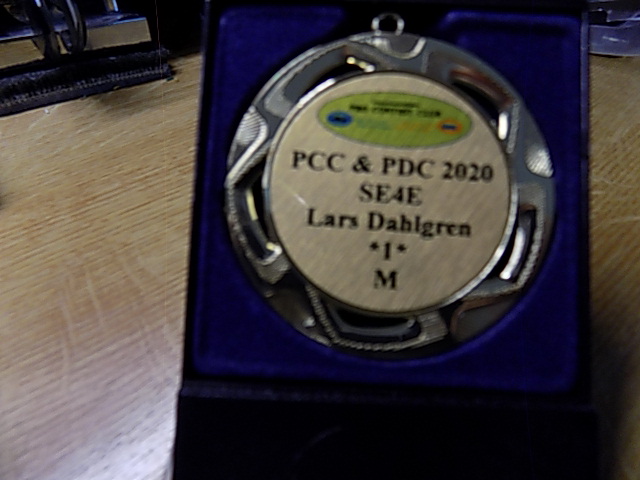 PCC & PDC 2020
SE4E
Lars Dahlgren
*1*
M